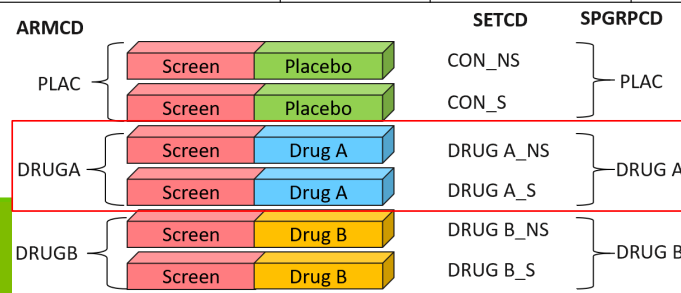 ARMCD SETCD SPGRPCD
Screen Placebo CON_NS
PLAC PLAC
Screen Placebo CON_S
Screen Drug A DRUG A_NS
DRUGA DRUG A
Screen Drug A DRUG A_S
Screen Drug B DRUG B_NS
DRUGB DRUG B
Screen Drug B DRUG B_S